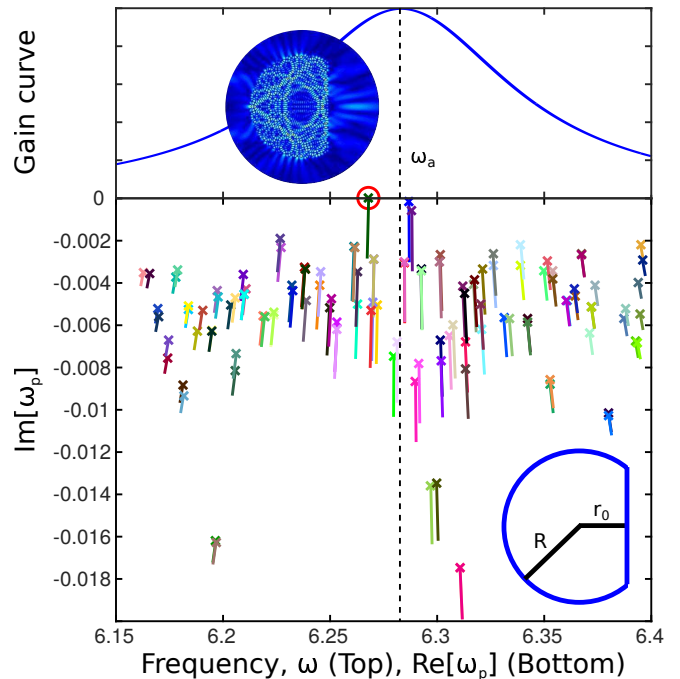 Gain curve
ωₐ
0
-0.002
-0.004
-0.006
-0.008
-0.01
-0.012
-0.014
-0.016
-0.018
Im[ωₚ]
r₀
R
6.15
6.2
6.25
6.3
6.35
6.4
Frequency, ω (Top), Re[ωₚ] (Bottom)